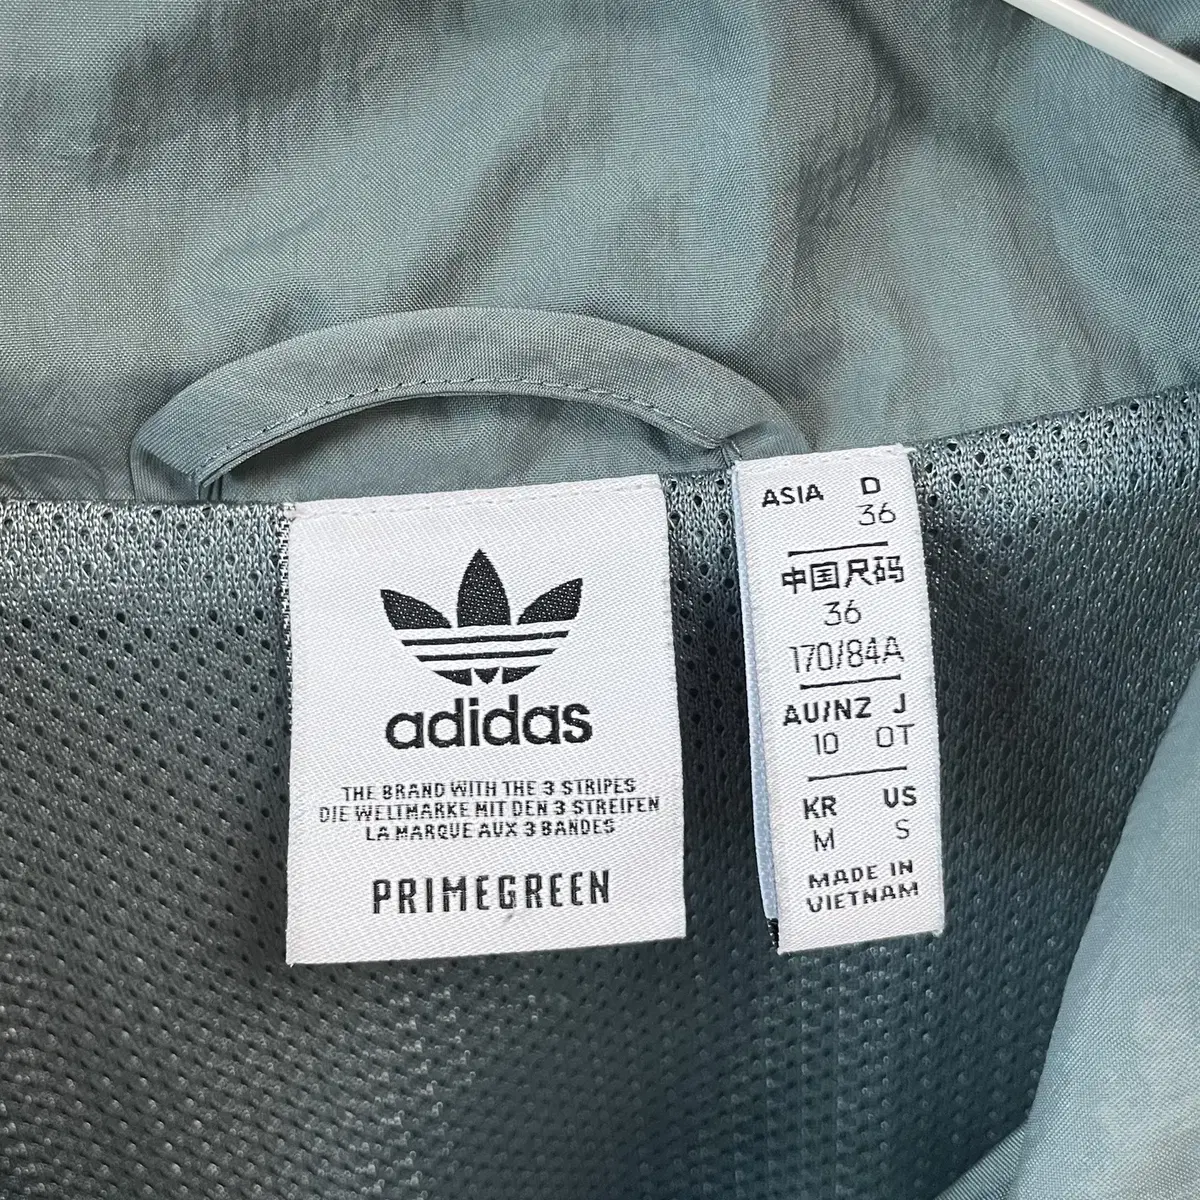 adidas
THE BRAND WITH THE 3 STRIPES
DIE WELTMARKE MIT DEN 3 STREIFEN
LA MARQUE AUX 3 BANDES
PRIMEGREEN
ASIA D
36
中国尺码
36
170/84A
AU/NZ J
10 OT
KR US
M S
MADE IN
VIETNAM